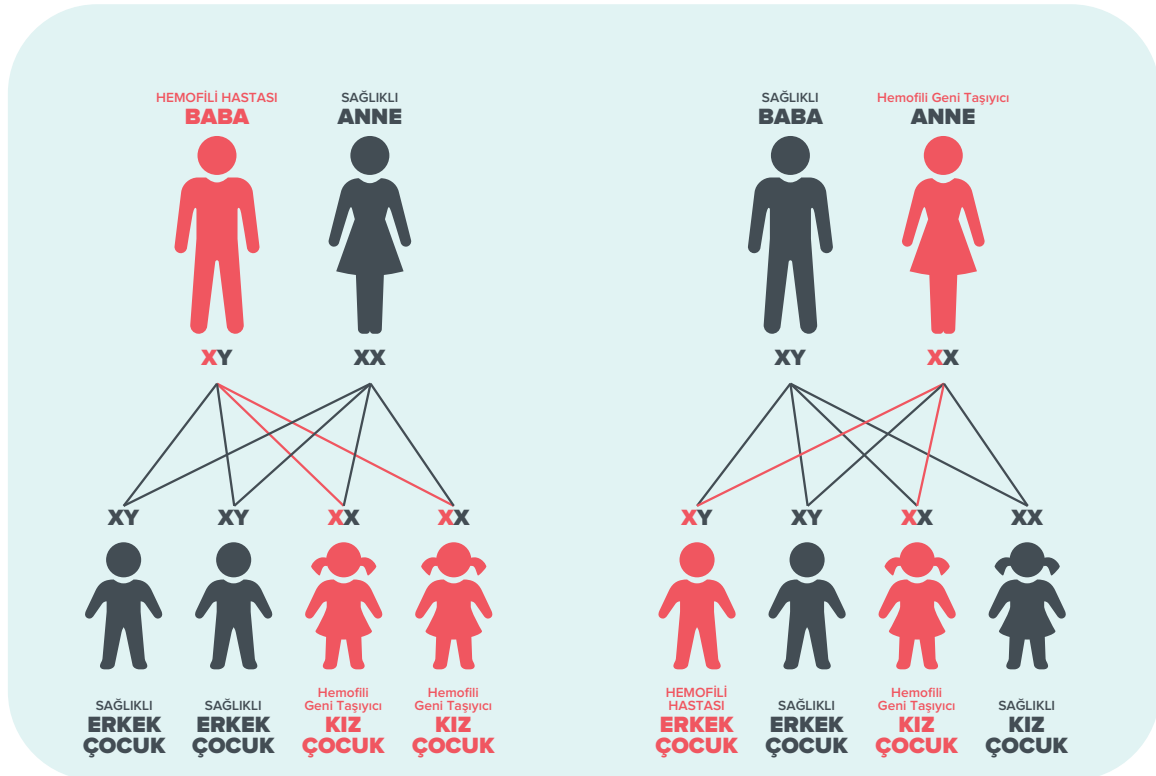 HEMOFİLİ HASTASI
BABA
SAĞLIKLI
ANNE
XY
XX
XY
XY
XX
XX
SAĞLIKLI
ERKEK
ÇOCUK
SAĞLIKLI
ERKEK
ÇOCUK
Hemofili
Geni Taşıyıcı
KIZ
ÇOCUK
Hemofili
Geni Taşıyıcı
KIZ
ÇOCUK
SAĞLIKLI
BABA
Hemofili Geni Taşıyıcı
ANNE
XY
XX
XY
XY
XX
XX
HEMOFİLİ
HASTASI
ERKEK
ÇOCUK
SAĞLIKLI
ERKEK
ÇOCUK
Hemofili
Geni Taşıyıcı
KIZ
ÇOCUK
SAĞLIKLI
KIZ
ÇOCUK